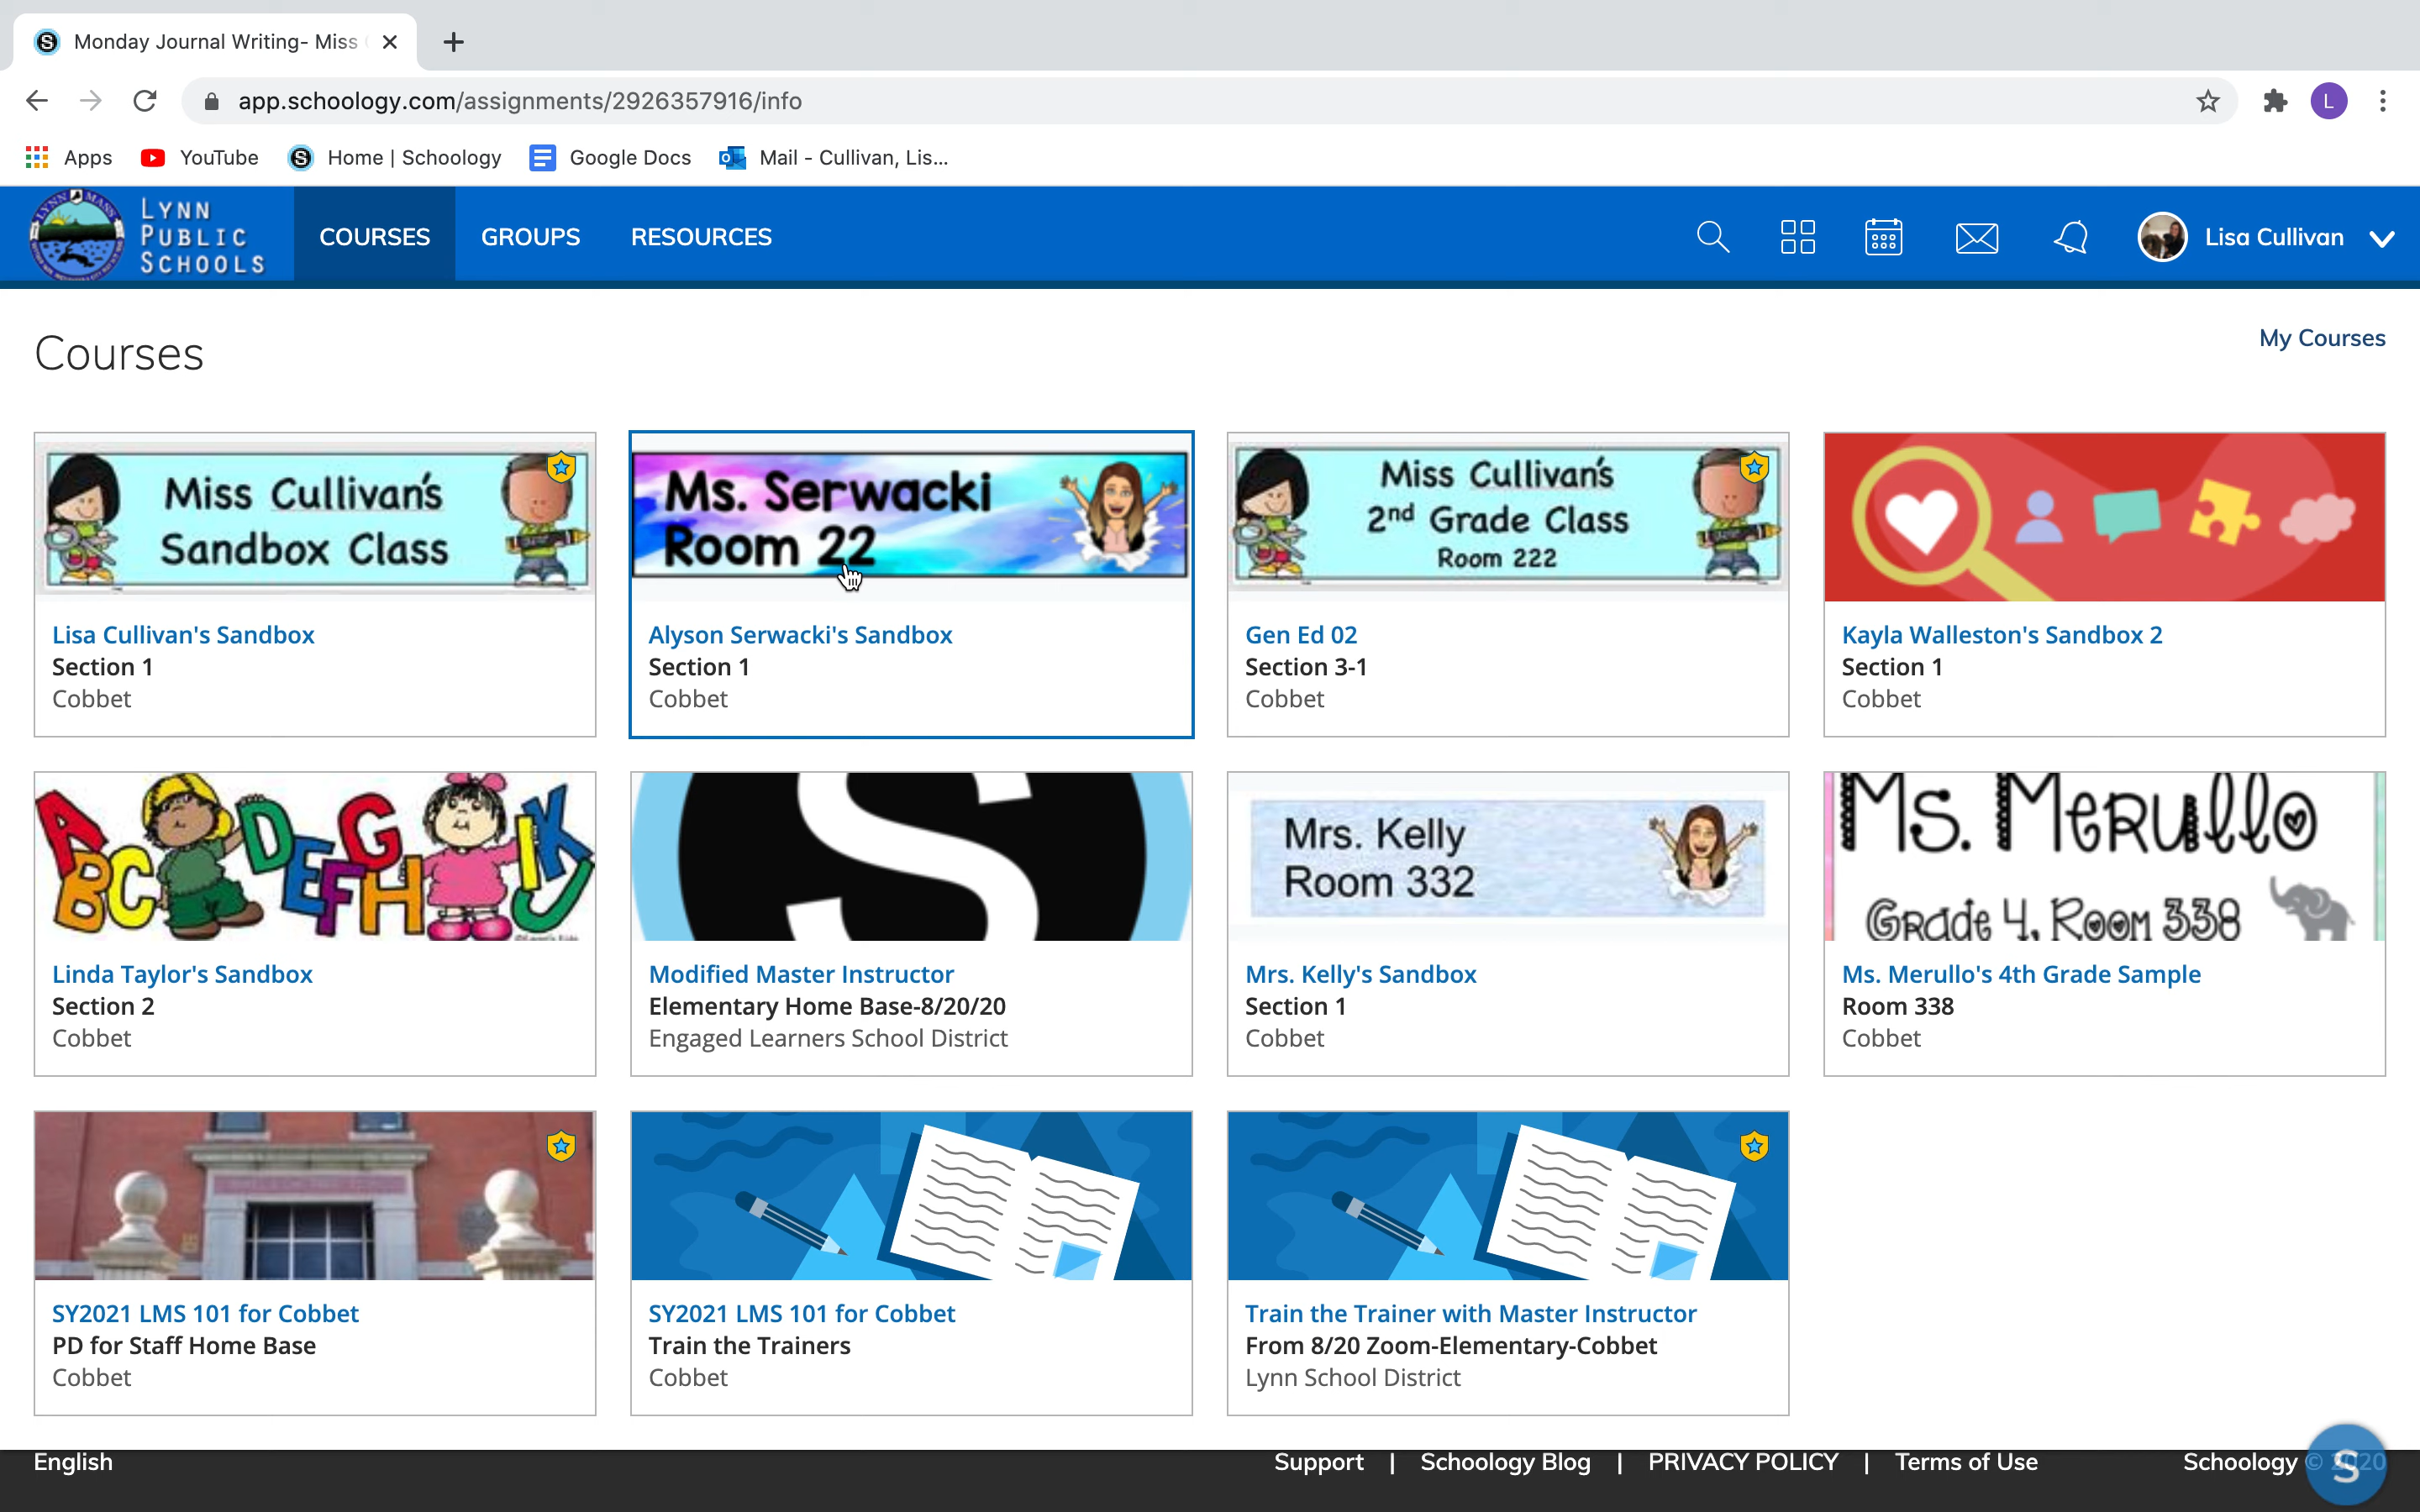 Monday Journal Writing- Miss
app.schoology.com/assignments/2926357916/info
L
Apps
YouTube
Home | Schoology
Google Docs
Mail - Cullivan, Lis...
LYNN
PUBLIC
SCHOOLS
COURSES
GROUPS
RESOURCES
Lisa Cullivan
Courses
My Courses
Miss Cullivan's
Sandbox Class
Lisa Cullivan's Sandbox
Section 1
Cobbet
Ms. Serwacki
Room 22
Alyson Serwacki's Sandbox
Section 1
Cobbet
Miss Cullivan's
2nd Grade Class
Room 222
Gen Ed 02
Section 3-1
Cobbet
Kayla Walleston's Sandbox 2
Section 1
Cobbet
A B C D E F G H I J K
Linda Taylor's Sandbox
Section 2
Cobbet
S
Modified Master Instructor
Elementary Home Base-8/20/20
Engaged Learners School District
Mrs. Kelly
Room 332
Mrs. Kelly's Sandbox
Section 1
Cobbet
Ms. Merullo
Grade 4, Room 338
Ms. Merullo's 4th Grade Sample
Room 338
Cobbet
SY2021 LMS 101 for Cobbet
PD for Staff Home Base
Cobbet
SY2021 LMS 101 for Cobbet
Train the Trainers
Cobbet
Train the Trainer with Master Instructor
From 8/20 Zoom-Elementary-Cobbet
Lynn School District
English
Support | Schoology Blog | PRIVACY POLICY | Terms of Use
Schoology © 2020
S